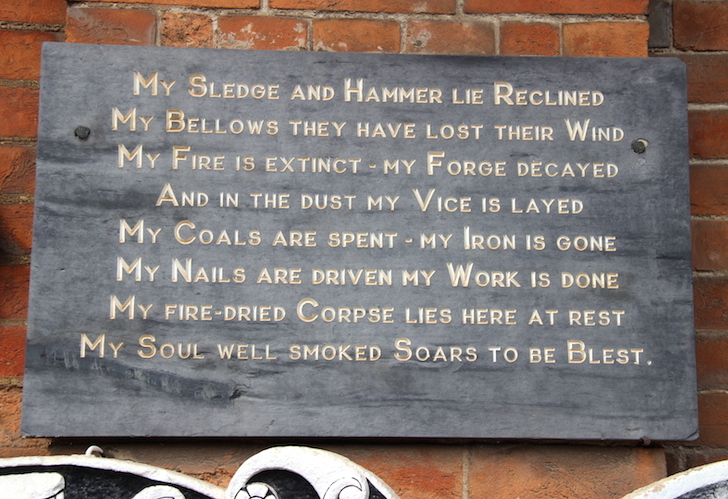 My Sledge and Hammer lie Reclined
My Bellows they have lost their Wind
My Fire is extinct - my Forge decayed
And in the dust my Vice is layed
My Coals are spent - my Iron is gone
My Nails are driven my Work is done
My fire-dried Corpse lies here at rest
My Soul well smoked Soars to be Blest.